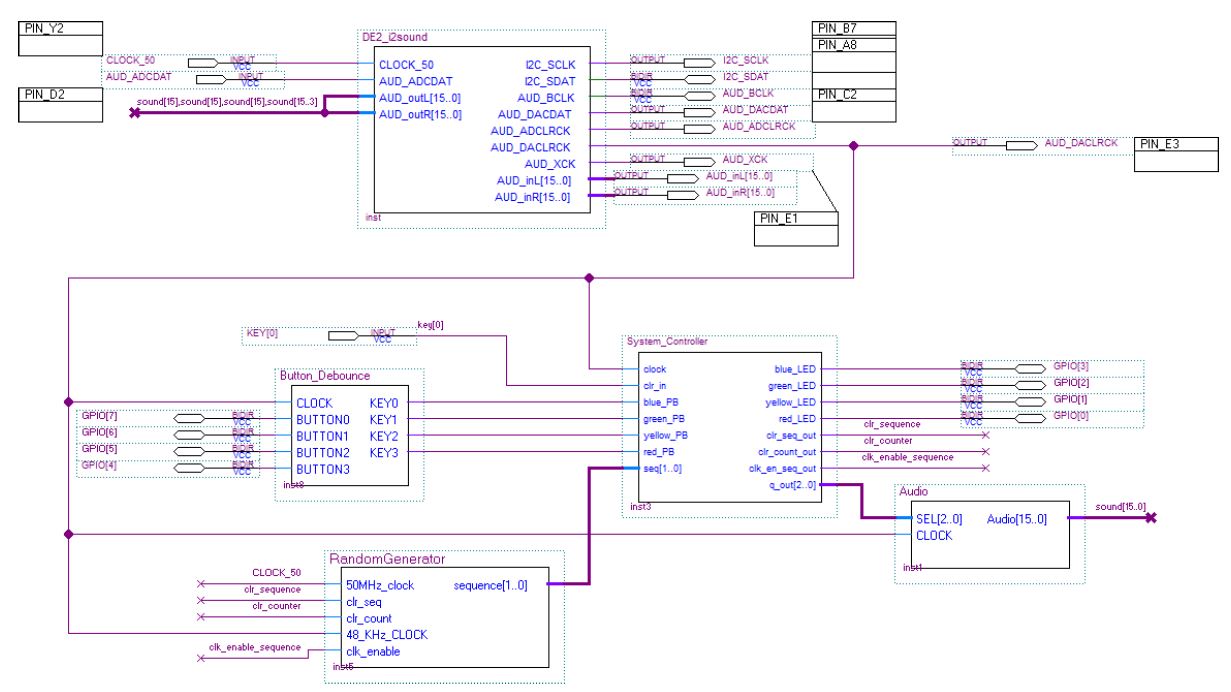 PIN_Y2
PIN_B7
DE2_i2sound
PIN_A8
CLOCK_50 INPUT VCC
CLOCK_50 I2C_SCLK
OUTPUT I2C_SCLK
AUD_ADCDAT INPUT VCC
AUD_ADCDAT I2C_SDAT
BIDIR VCC I2C_SDAT
PIN_D2
sound[15],sound[15],sound[15],sound[15..3]
AUD_outL[15..0] AUD_BCLK
BIDIR VCC AUD_BCLK
PIN_C2
AUD_outR[15..0] AUD_DACDAT
OUTPUT AUD_DACDAT
AUD_ADCLRCK
OUTPUT AUD_ADCLRCK
AUD_DACLRCK
OUTPUT AUD_DACLRCK
PIN_E3
AUD_XCK
OUTPUT AUD_XCK
AUD_inL[15..0]
OUTPUT AUD_inL[15..0]
AUD_inR[15..0]
OUTPUT AUD_inR[15..0]
inst
PIN_E1
KEY[0] INPUT VCC key[0]
System_Controller
clock blue_LED
BIDIR VCC GPIO[3]
clr_in green_LED
BIDIR VCC GPIO[2]
blue_PB yellow_LED
BIDIR VCC GPIO[1]
green_PB red_LED
BIDIR VCC GPIO[0]
yellow_PB clr_seq_out
clr_sequence
red_PB clr_count_out
clr_counter
seq[1..0] clk_en_seq_out
clk_enable_sequence
q_out[2..0]
inst3
Button_Debounce
CLOCK KEY0
GPIO[7] BIDIR VCC
BUTTON0 KEY1
GPIO[6] BIDIR VCC
BUTTON1 KEY2
GPIO[5] BIDIR VCC
BUTTON2 KEY3
GPIO[4] BIDIR VCC
BUTTON3
inst8
Audio
SEL[2..0] Audio[15..0]
sound[15..0]
CLOCK
inst1
RandomGenerator
CLOCK_50
50MHz_clock sequence[1..0]
clr_sequence
clr_seq
clr_counter
clr_count
48_KHz_CLOCK
clk_enable_sequence
clk_enable
inst5